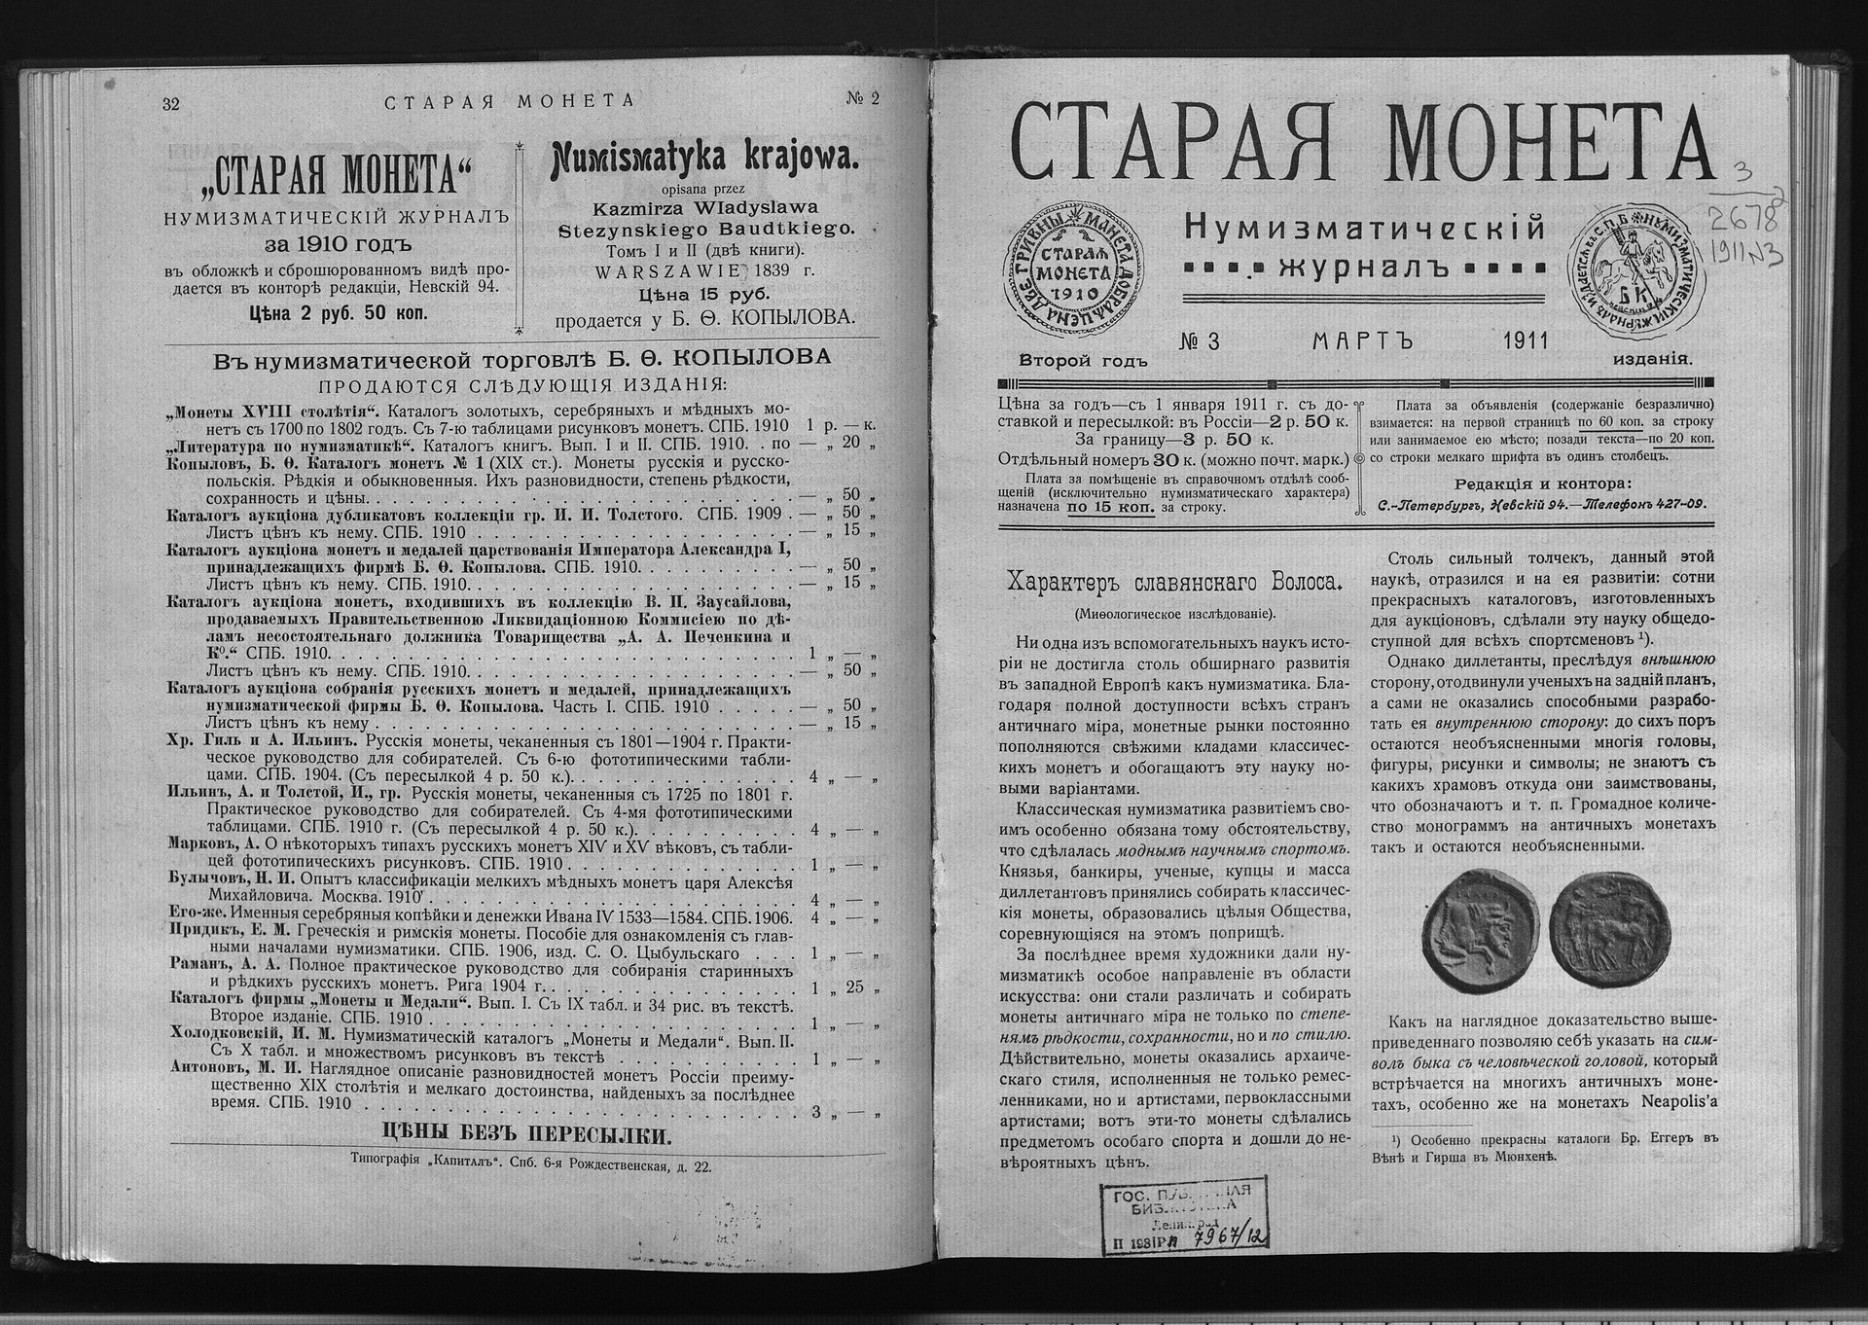 32
СТАРАЯ МОНЕТА
№ 2
„СТАРАЯ МОНЕТА“
НУМИЗМАТИЧЕСКІЙ ЖУРНАЛЪ
за 1910 годъ
въ обложкѣ и сброшюрованномъ видѣ про-
дается въ конторѣ редакціи, Невскій 94.
Цѣна 2 руб. 50 коп.
Numismatyka krajowa.
opisana przez
Kazmirza Wladyslawa
Stezynskiego Baudtkiego.
Томъ I и II (двѣ книги).
WARSZAWIE 1839 г.
Цѣна 15 руб.
продается у Б. Ѳ. КОПЫЛОВА.
Въ нумизматической торговлѣ Б. Ѳ. КОПЫЛОВА
ПРОДАЮТСЯ СЛѢДУЮЩІЯ ИЗДАНІЯ:
„Монеты XVIII столѣтія“. Каталогъ золотыхъ, серебряныхъ и мѣдныхъ мо-
нетъ съ 1700 по 1802 годъ. Съ 7-ю таблицами рисунковъ монетъ. СПБ. 1910 1 р. — к.
„Литература по нумизматикѣ“. Каталогъ книгъ. Вып. I и II. СПБ. 1910. . по — „ 20 „
Копыловъ, Б. Ѳ. Каталогъ монетъ № 1 (XIX ст.). Монеты русскія и русско-
польскія. Рѣдкія и обыкновенныя. Ихъ разновидности, степень рѣдкости,
сохранность и цѣны. — „ 50 „
Каталогъ аукціона дубликатовъ коллекціи гр. И. И. Толстого. СПБ. 1909 . — „ 50 „
Листъ цѣнъ къ нему. СПБ. 1910 — „ 15 „
Каталогъ аукціона монетъ и медалей царствованія Императора Александра I,
принадлежащихъ фирмѣ Б. Ѳ. Копылова. СПБ. 1910. — „ 50 „
Листъ цѣнъ къ нему. СПБ. 1910. — „ 15 „
Каталогъ аукціона монетъ, входившихъ въ коллекцію В. И. Заусайлова,
продаваемыхъ Правительственною Ликвидаціонною Коммисіею по дѣ-
ламъ несостоятельнаго должника Товарищества „А. А. Печенкина и
К⁰.“ СПБ. 1910. 1 „ — „
Листъ цѣнъ къ нему. СПБ. 1910. — „ 50 „
Каталогъ аукціона собранія русскихъ монетъ и медалей, принадлежащихъ
нумизматической фирмы Б. Ѳ. Копылова. Часть I. СПБ. 1910 — „ 50 „
Листъ цѣнъ къ нему — „ 15 „
Хр. Гиль и А. Ильинъ. Русскія монеты, чеканенныя съ 1801—1904 г. Практи-
ческое руководство для собирателей. Съ 6-ю фототипическими табли-
цами. СПБ. 1904. (Съ пересылкой 4 р. 50 к.). 4 „ — „
Ильинъ, А. и Толстой, И., гр. Русскія монеты, чеканенныя съ 1725 по 1801 г.
Практическое руководство для собирателей. Съ 4-мя фототипическими
таблицами. СПБ. 1910 г. (Съ пересылкой 4 р. 50 к.). 4 „ — „
Марковъ, А. О нѣкоторыхъ типахъ русскихъ монетъ XIV и XV вѣковъ, съ табли-
цей фототипическихъ рисунковъ. СПБ. 1910 1 „ — „
Булычовъ, Н. И. Опытъ классификаціи мелкихъ мѣдныхъ монетъ царя Алексѣя
Михайловича. Москва. 1910 4 „ — „
Его-же. Именныя серебряныя копѣйки и денежки Ивана IV 1533—1584. СПБ. 1906. 4 „ — „
Придикъ, Е. М. Греческія и римскія монеты. Пособіе для ознакомленія съ глав-
ными началами нумизматики. СПБ. 1906, изд. С. О. Цыбульскаго . . . 1 „ — „
Раманъ, А. А. Полное практическое руководство для собиранія старинныхъ
и рѣдкихъ русскихъ монетъ. Рига 1904 г. 1 „ 25 „
Каталогъ фирмы „Монеты и Медали“. Вып. I. Съ IX табл. и 34 рис. въ текстѣ.
Второе изданіе. СПБ. 1910 1 „ — „
Холодковскій, И. М. Нумизматическій каталогъ „Монеты и Медали“. Вып. II.
Съ X табл. и множествомъ рисунковъ въ текстѣ 1 „ — „
Антоновъ, М. И. Наглядное описаніе разновидностей монетъ Россіи преиму-
щественно XIX столѣтія и мелкаго достоинства, найденыхъ за послѣднее
время. СПБ. 1910 3 „ — „
ЦѢНЫ БЕЗЪ ПЕРЕСЫЛКИ.
Типографія „Капиталъ“. Спб. 6-я Рождественская, д. 22.
СТАРАЯ МОНЕТА
3
2678
1911 N3
СТАРАЯ
МОНЕТА
1910
Нумизматическій
журналъ
БК
№ 3 МАРТЪ 1911
Второй годъ
изданія.
Цѣна за годъ—съ 1 января 1911 г. съ до-
ставкой и пересылкой: въ Россіи—2 р. 50 к.
За границу—3 р. 50 к.
Отдѣльный номеръ 30 к. (можно почт. марк.)
Плата за помѣщеніе въ справочномъ отдѣлѣ сооб-
щеній (исключительно нумизматическаго характера)
назначена по 15 коп. за строку.
Плата за объявленія (содержаніе безразлично)
взимается: на первой страницѣ по 60 коп. за строку
или занимаемое ею мѣсто; позади текста—по 20 коп.
со строки мелкаго шрифта въ одинъ столбецъ.
Редакція и контора:
С.-Петербургъ, Невскій 94.—Телефонъ 427-09.
Характеръ славянскаго Волоса.
(Миѳологическое изслѣдованіе).
Ни одна изъ вспомогательныхъ наукъ исто-
ріи не достигла столь обширнаго развитія
въ западной Европѣ какъ нумизматика. Бла-
годаря полной доступности всѣхъ странъ
античнаго міра, монетные рынки постоянно
пополняются свѣжими кладами классичес-
кихъ монетъ и обогащаютъ эту науку но-
выми варіантами.
Классическая нумизматика развитіемъ сво-
имъ особенно обязана тому обстоятельству,
что сдѣлалась моднымъ научнымъ спортомъ.
Князья, банкиры, ученые, купцы и масса
диллетантовъ принялись собирать классичес-
кія монеты, образовались цѣлыя Общества,
соревнующіяся на этомъ поприщѣ.
За послѣднее время художники дали ну-
мизматикѣ особое направленіе въ области
искусства: они стали различать и собирать
монеты античнаго міра не только по степе-
нямъ рѣдкости, сохранности, но и по стилю.
Дѣйствительно, монеты оказались архаиче-
скаго стиля, исполненныя не только ремес-
ленниками, но и артистами, первоклассными
артистами; вотъ эти-то монеты сдѣлались
предметомъ особаго спорта и дошли до не-
вѣроятныхъ цѣнъ.
Столь сильный толчекъ, данный этой
наукѣ, отразился и на ея развитіи: сотни
прекрасныхъ каталоговъ, изготовленныхъ
для аукціоновъ, сдѣлали эту науку общедо-
ступной для всѣхъ спортсменовъ ¹).
Однако диллетанты, преслѣдуя внѣшнюю
сторону, отодвинули ученыхъ на задній планъ,
а сами не оказались способными разрабо-
тать ея внутреннюю сторону: до сихъ поръ
остаются необъясненными многія головы,
фигуры, рисунки и символы; не знаютъ съ
какихъ храмовъ откуда они заимствованы,
что обозначаютъ и т. п. Громадное количе-
ство монограммъ на античныхъ монетахъ
такъ и остаются необъясненными.
Какъ на наглядное доказательство выше-
приведеннаго позволяю себѣ указать на сим-
волъ быка съ человѣческой головой, который
встрѣчается на многихъ античныхъ моне-
тахъ, особенно же на монетахъ Neapolis'a
¹) Особенно прекрасны каталоги Бр. Еггеръ въ
Вѣнѣ и Гирша въ Мюнхенѣ.
ГОС.
7967/12